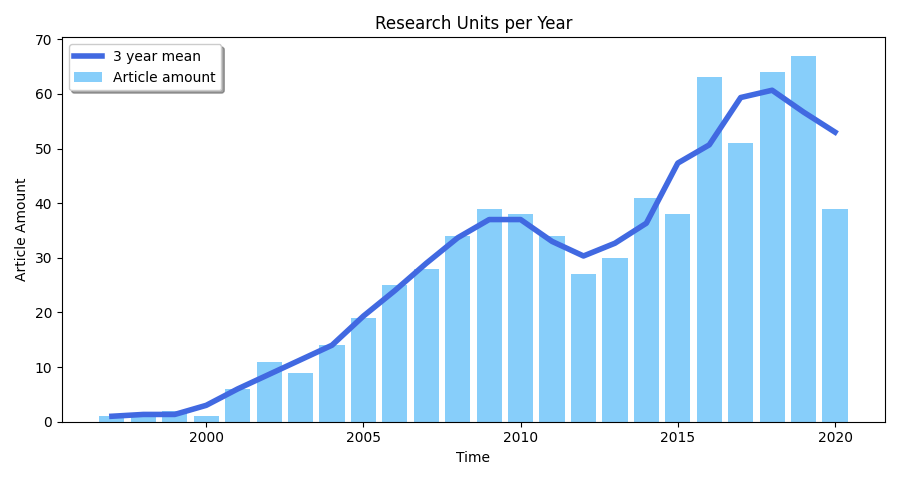 Research Units per Year
3 year mean
Article amount
Article Amount
70
60
50
40
30
20
10
0
2000 2005 2010 2015 2020
Time